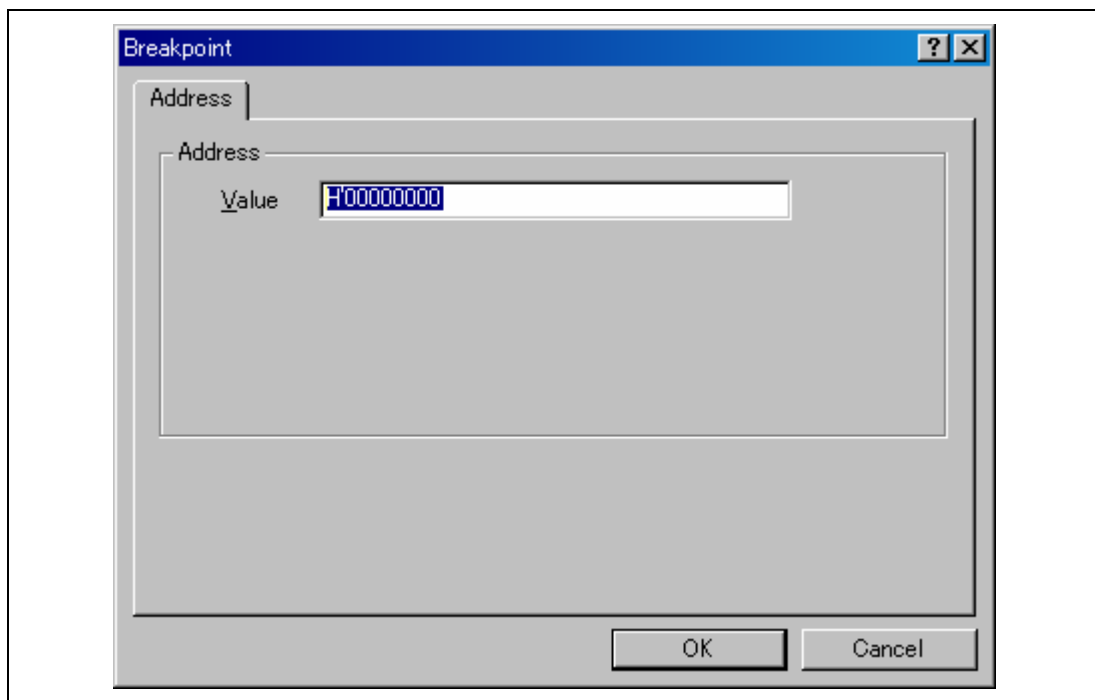 Breakpoint
Address
Address
Value H'00000000
OK Cancel